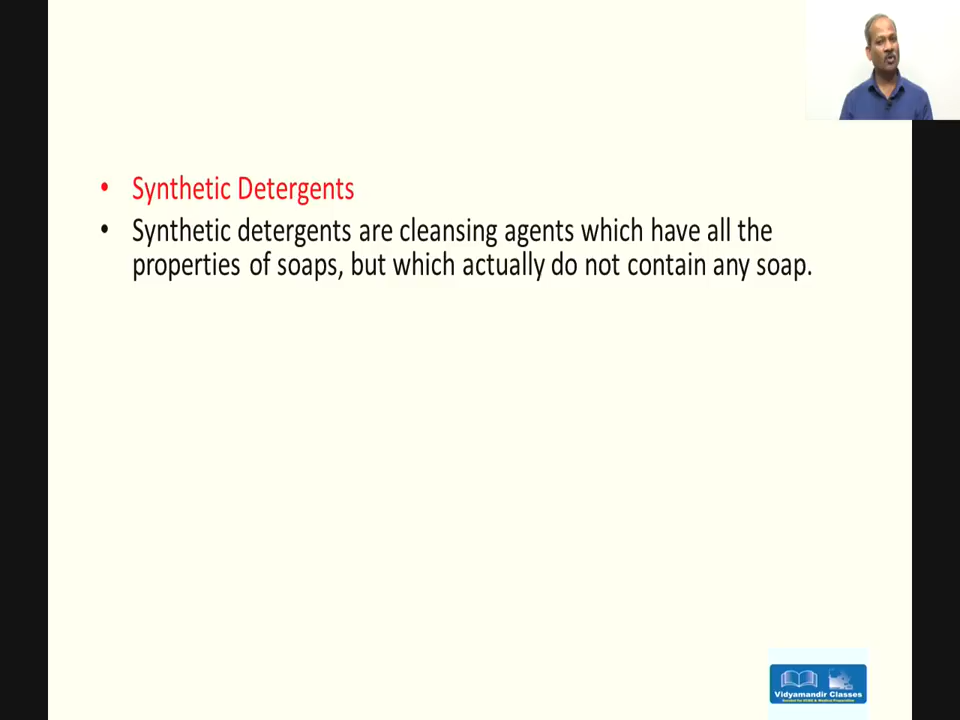 • Synthetic Detergents
• Synthetic detergents are cleansing agents which have all the
properties of soaps, but which actually do not contain any soap.
Vidyamandir Classes